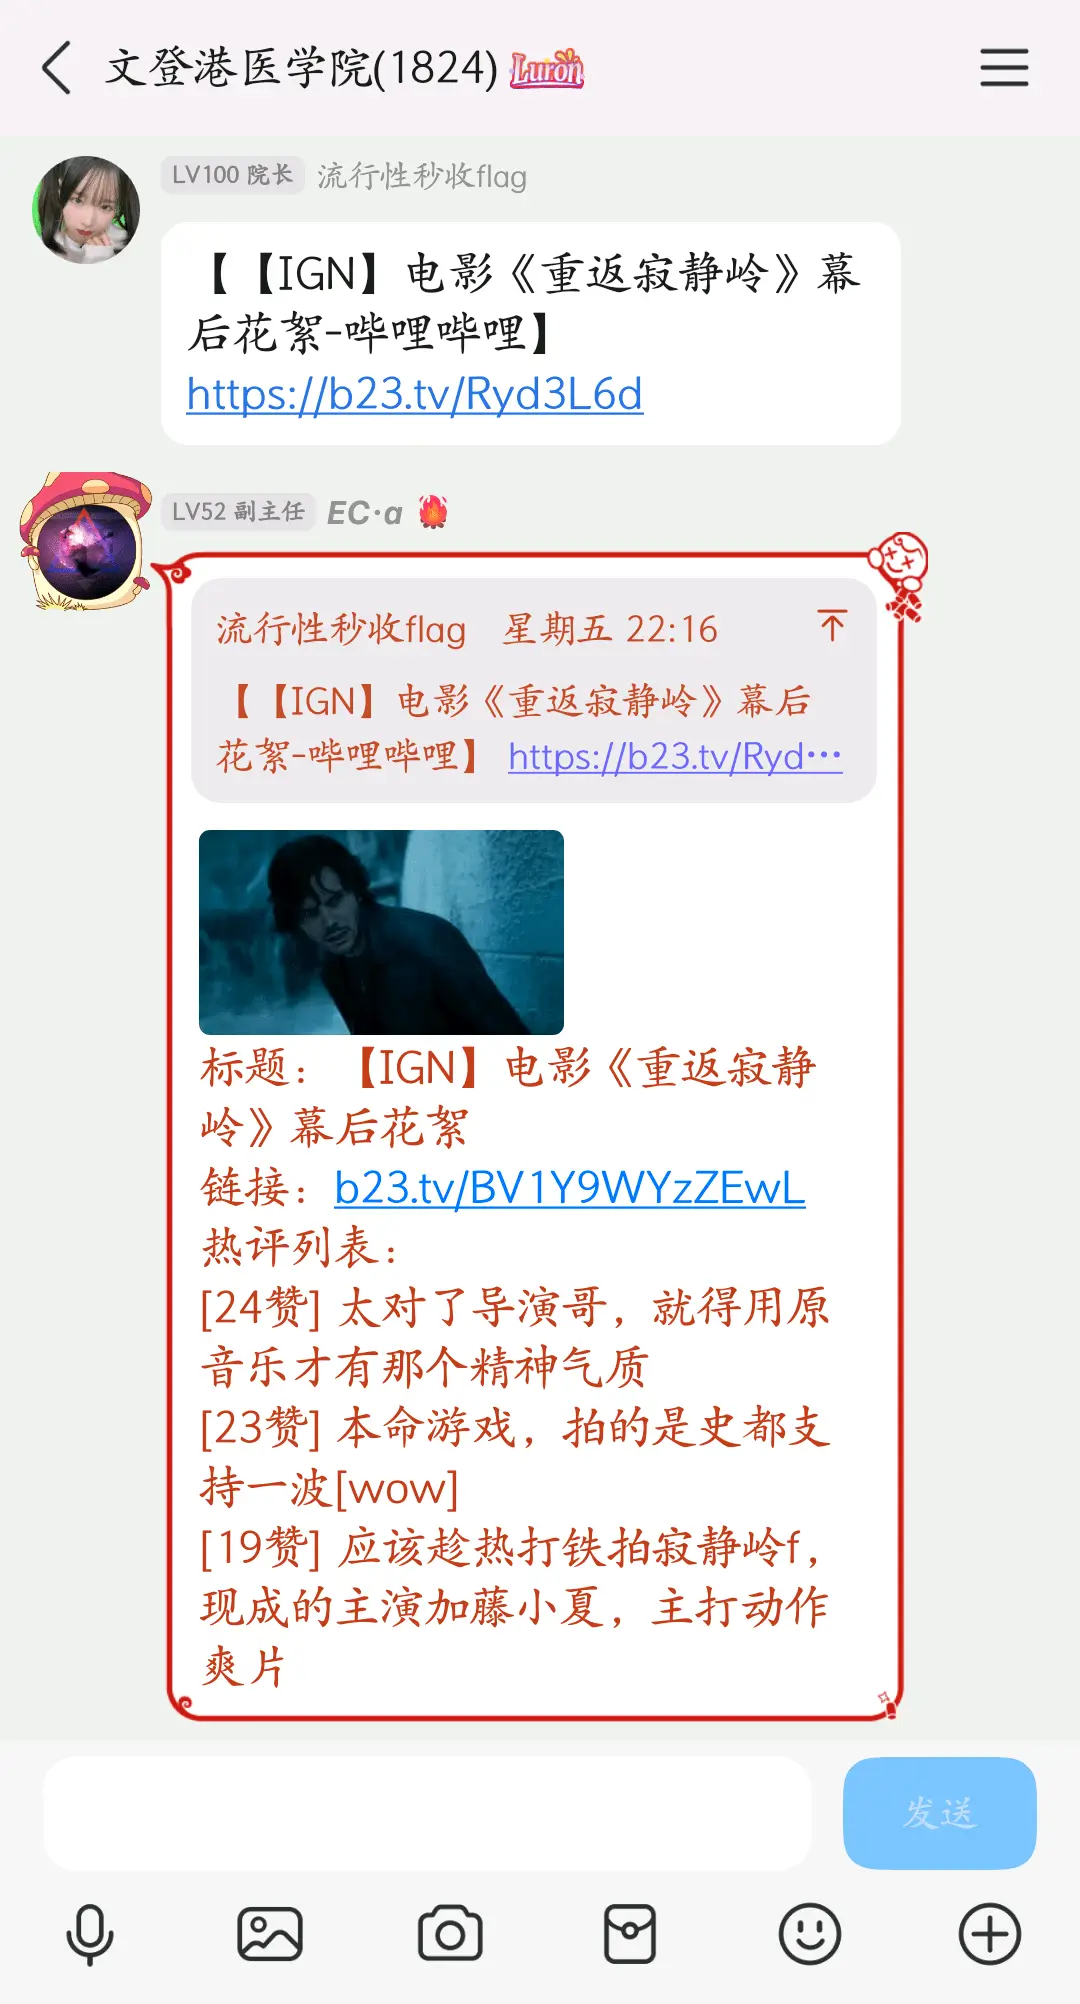 文登港医学院(1824) Luron
LV100 院长 流行性秒收flag
【【IGN】电影《重返寂静岭》幕
后花絮-哔哩哔哩】
https://b23.tv/Ryd3L6d
LV52 副主任 EC·α
流行性秒收flag 星期五 22:16
【【IGN】电影《重返寂静岭》幕后
花絮-哔哩哔哩】 https://b23.tv/Ryd…
标题：【IGN】电影《重返寂静
岭》幕后花絮
链接：b23.tv/BV1Y9WYzZEwL
热评列表：
[24赞] 太对了导演哥，就得用原
音乐才有那个精神气质
[23赞] 本命游戏，拍的是史都支
持一波[wow]
[19赞] 应该趁热打铁拍寂静岭f，
现成的主演加藤小夏，主打动作
爽片
发送